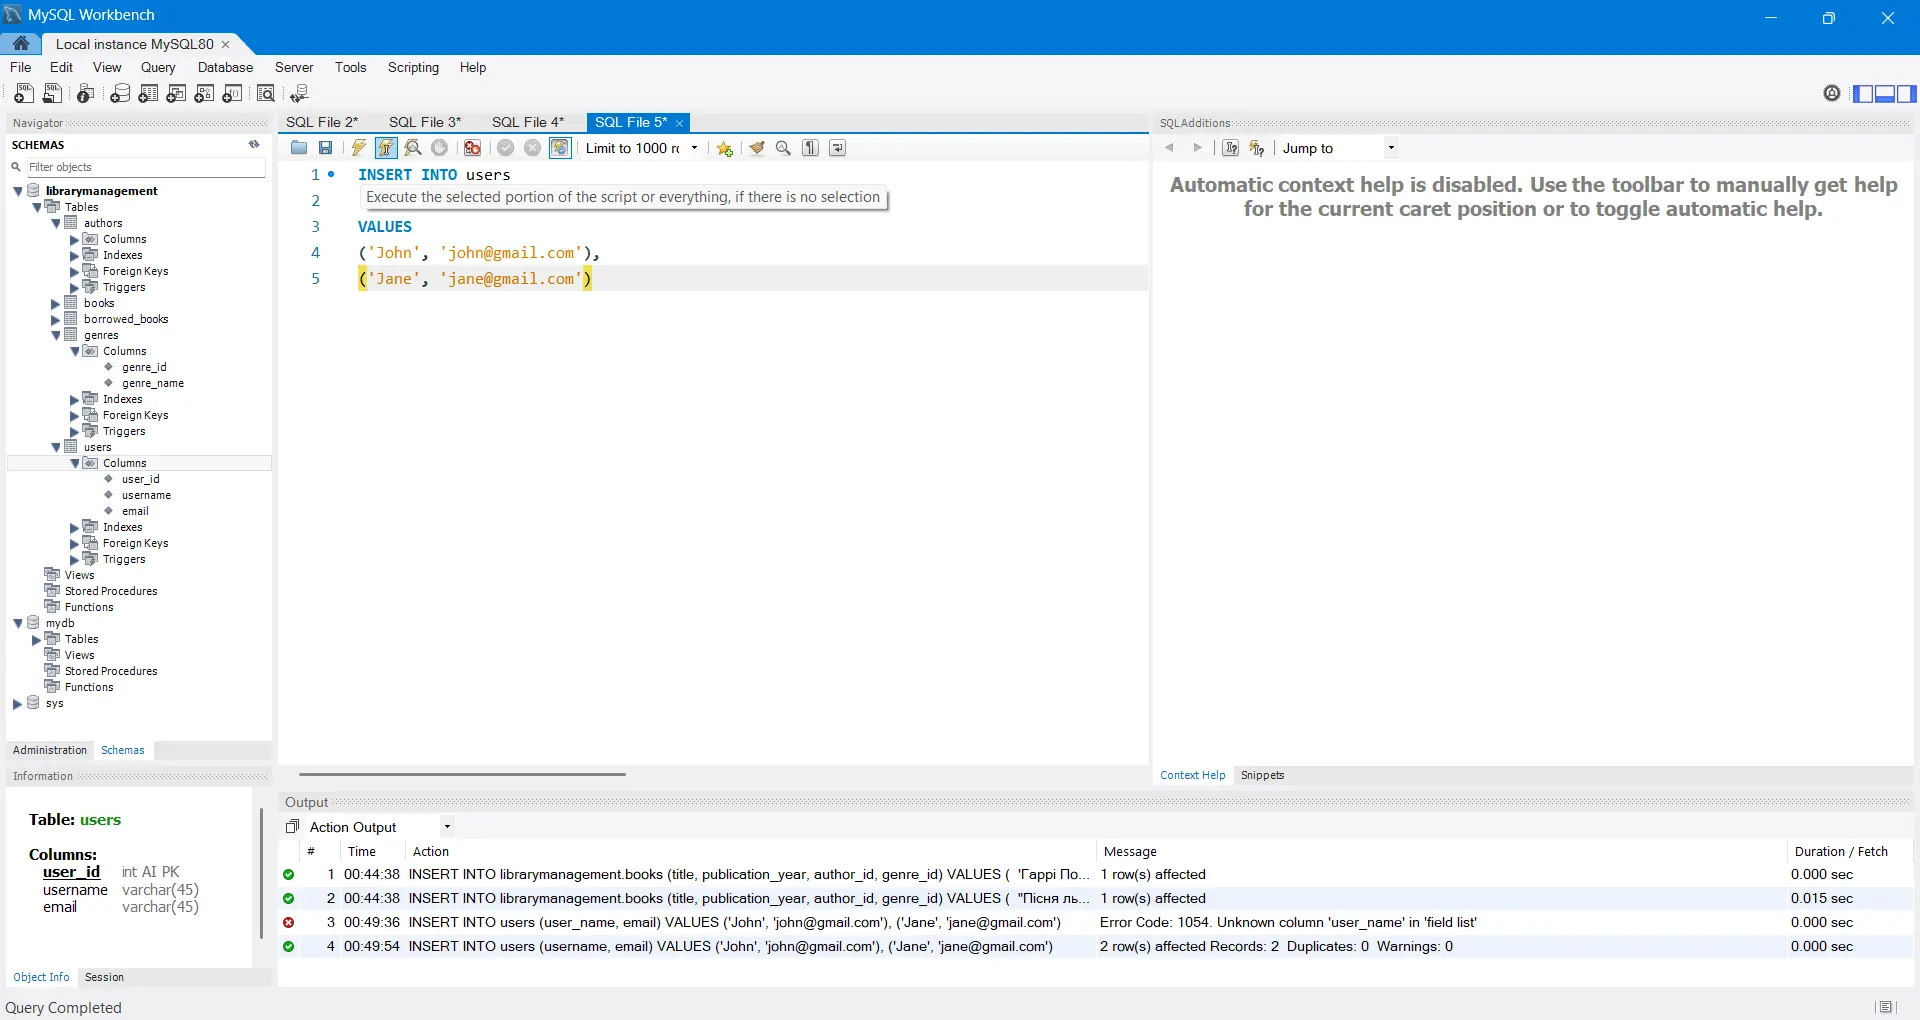 MySQL Workbench
Local instance MySQL80
File Edit View Query Database Server Tools Scripting Help
Navigator
SCHEMAS
Filter objects
librarymanagement
Tables
authors
Columns
Indexes
Foreign Keys
Triggers
books
borrowed_books
genres
Columns
genre_id
genre_name
Indexes
Foreign Keys
Triggers
users
Columns
user_id
username
email
Indexes
Foreign Keys
Triggers
Views
Stored Procedures
Functions
mydb
Tables
Views
Stored Procedures
Functions
sys
Administration Schemas
Information
Table: users
Columns:
user_id int AI PK
username varchar(45)
email varchar(45)
Object Info Session
SQL File 2* SQL File 3* SQL File 4* SQL File 5*
Limit to 1000 rc
1 INSERT INTO users
2
Execute the selected portion of the script or everything, if there is no selection
3 VALUES
4 ('John', 'john@gmail.com'),
5 ('Jane', 'jane@gmail.com')
SQLAdditions
Jump to
Automatic context help is disabled. Use the toolbar to manually get help
for the current caret position or to toggle automatic help.
Context Help Snippets
Output
Action Output
# Time Action Message Duration / Fetch
1 00:44:38 INSERT INTO librarymanagement.books (title, publication_year, author_id, genre_id) VALUES ( 'Гаррі По... 1 row(s) affected 0.000 sec
2 00:44:38 INSERT INTO librarymanagement.books (title, publication_year, author_id, genre_id) VALUES ( "Пісня ль... 1 row(s) affected 0.015 sec
3 00:49:36 INSERT INTO users (user_name, email) VALUES ('John', 'john@gmail.com'), ('Jane', 'jane@gmail.com') Error Code: 1054. Unknown column 'user_name' in 'field list' 0.000 sec
4 00:49:54 INSERT INTO users (username, email) VALUES ('John', 'john@gmail.com'), ('Jane', 'jane@gmail.com') 2 row(s) affected Records: 2 Duplicates: 0 Warnings: 0 0.000 sec
Query Completed